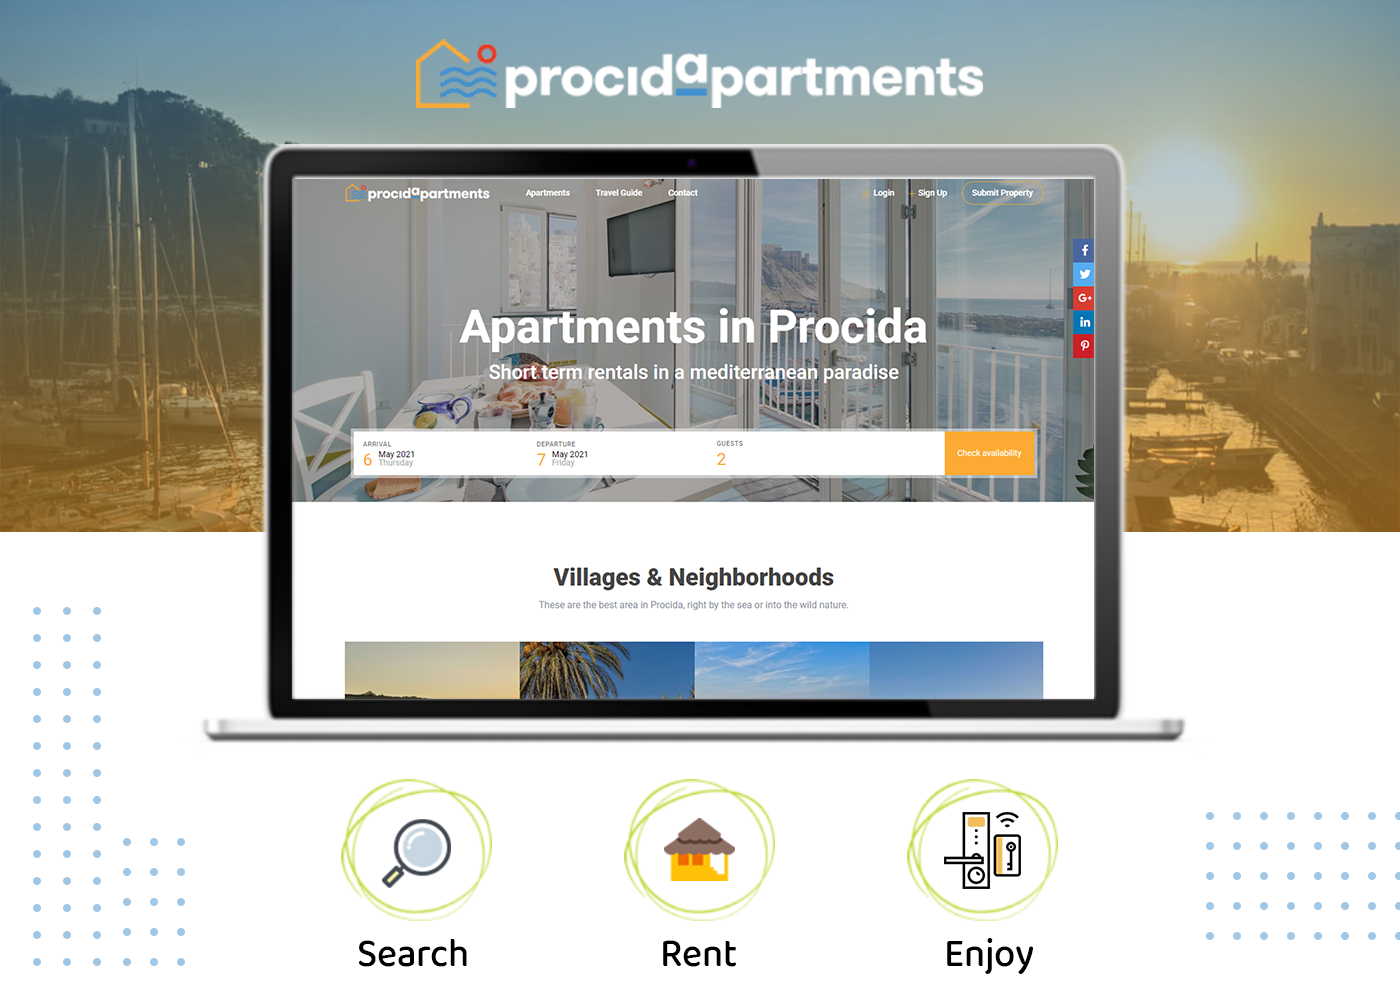 procidapartments
procidapartments
Apartments
Travel Guide
Contact
Login
Sign Up
Submit Property
Apartments in Procida
Short term rentals in a mediterranean paradise
ARRIVAL
6 May 2021
Thursday
DEPARTURE
7 May 2021
Friday
GUESTS
2
Check availability
Villages & Neighborhoods
These are the best area in Procida, right by the sea or into the wild nature.
Search
Rent
Enjoy